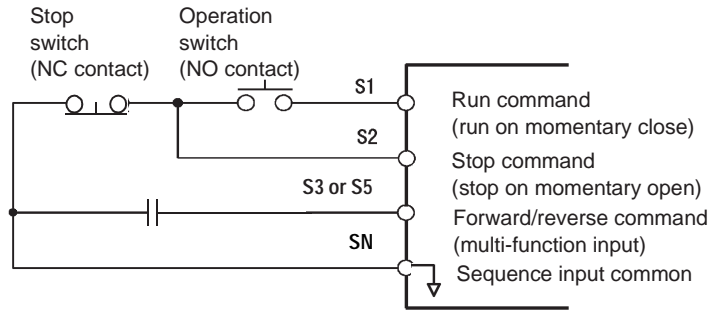 Stop
switch
(NC contact)
Operation
switch
(NO contact)
S1
Run command
(run on momentary close)
S2
Stop command
(stop on momentary open)
S3 or S5
Forward/reverse command
(multi-function input)
SN
Sequence input common